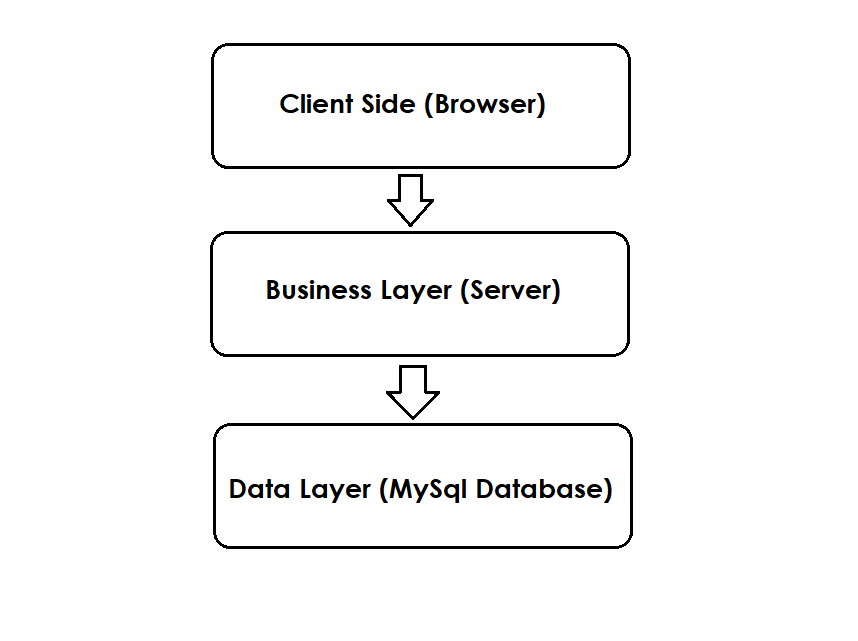 Client Side (Browser)
Business Layer (Server)
Data Layer (MySql Database)